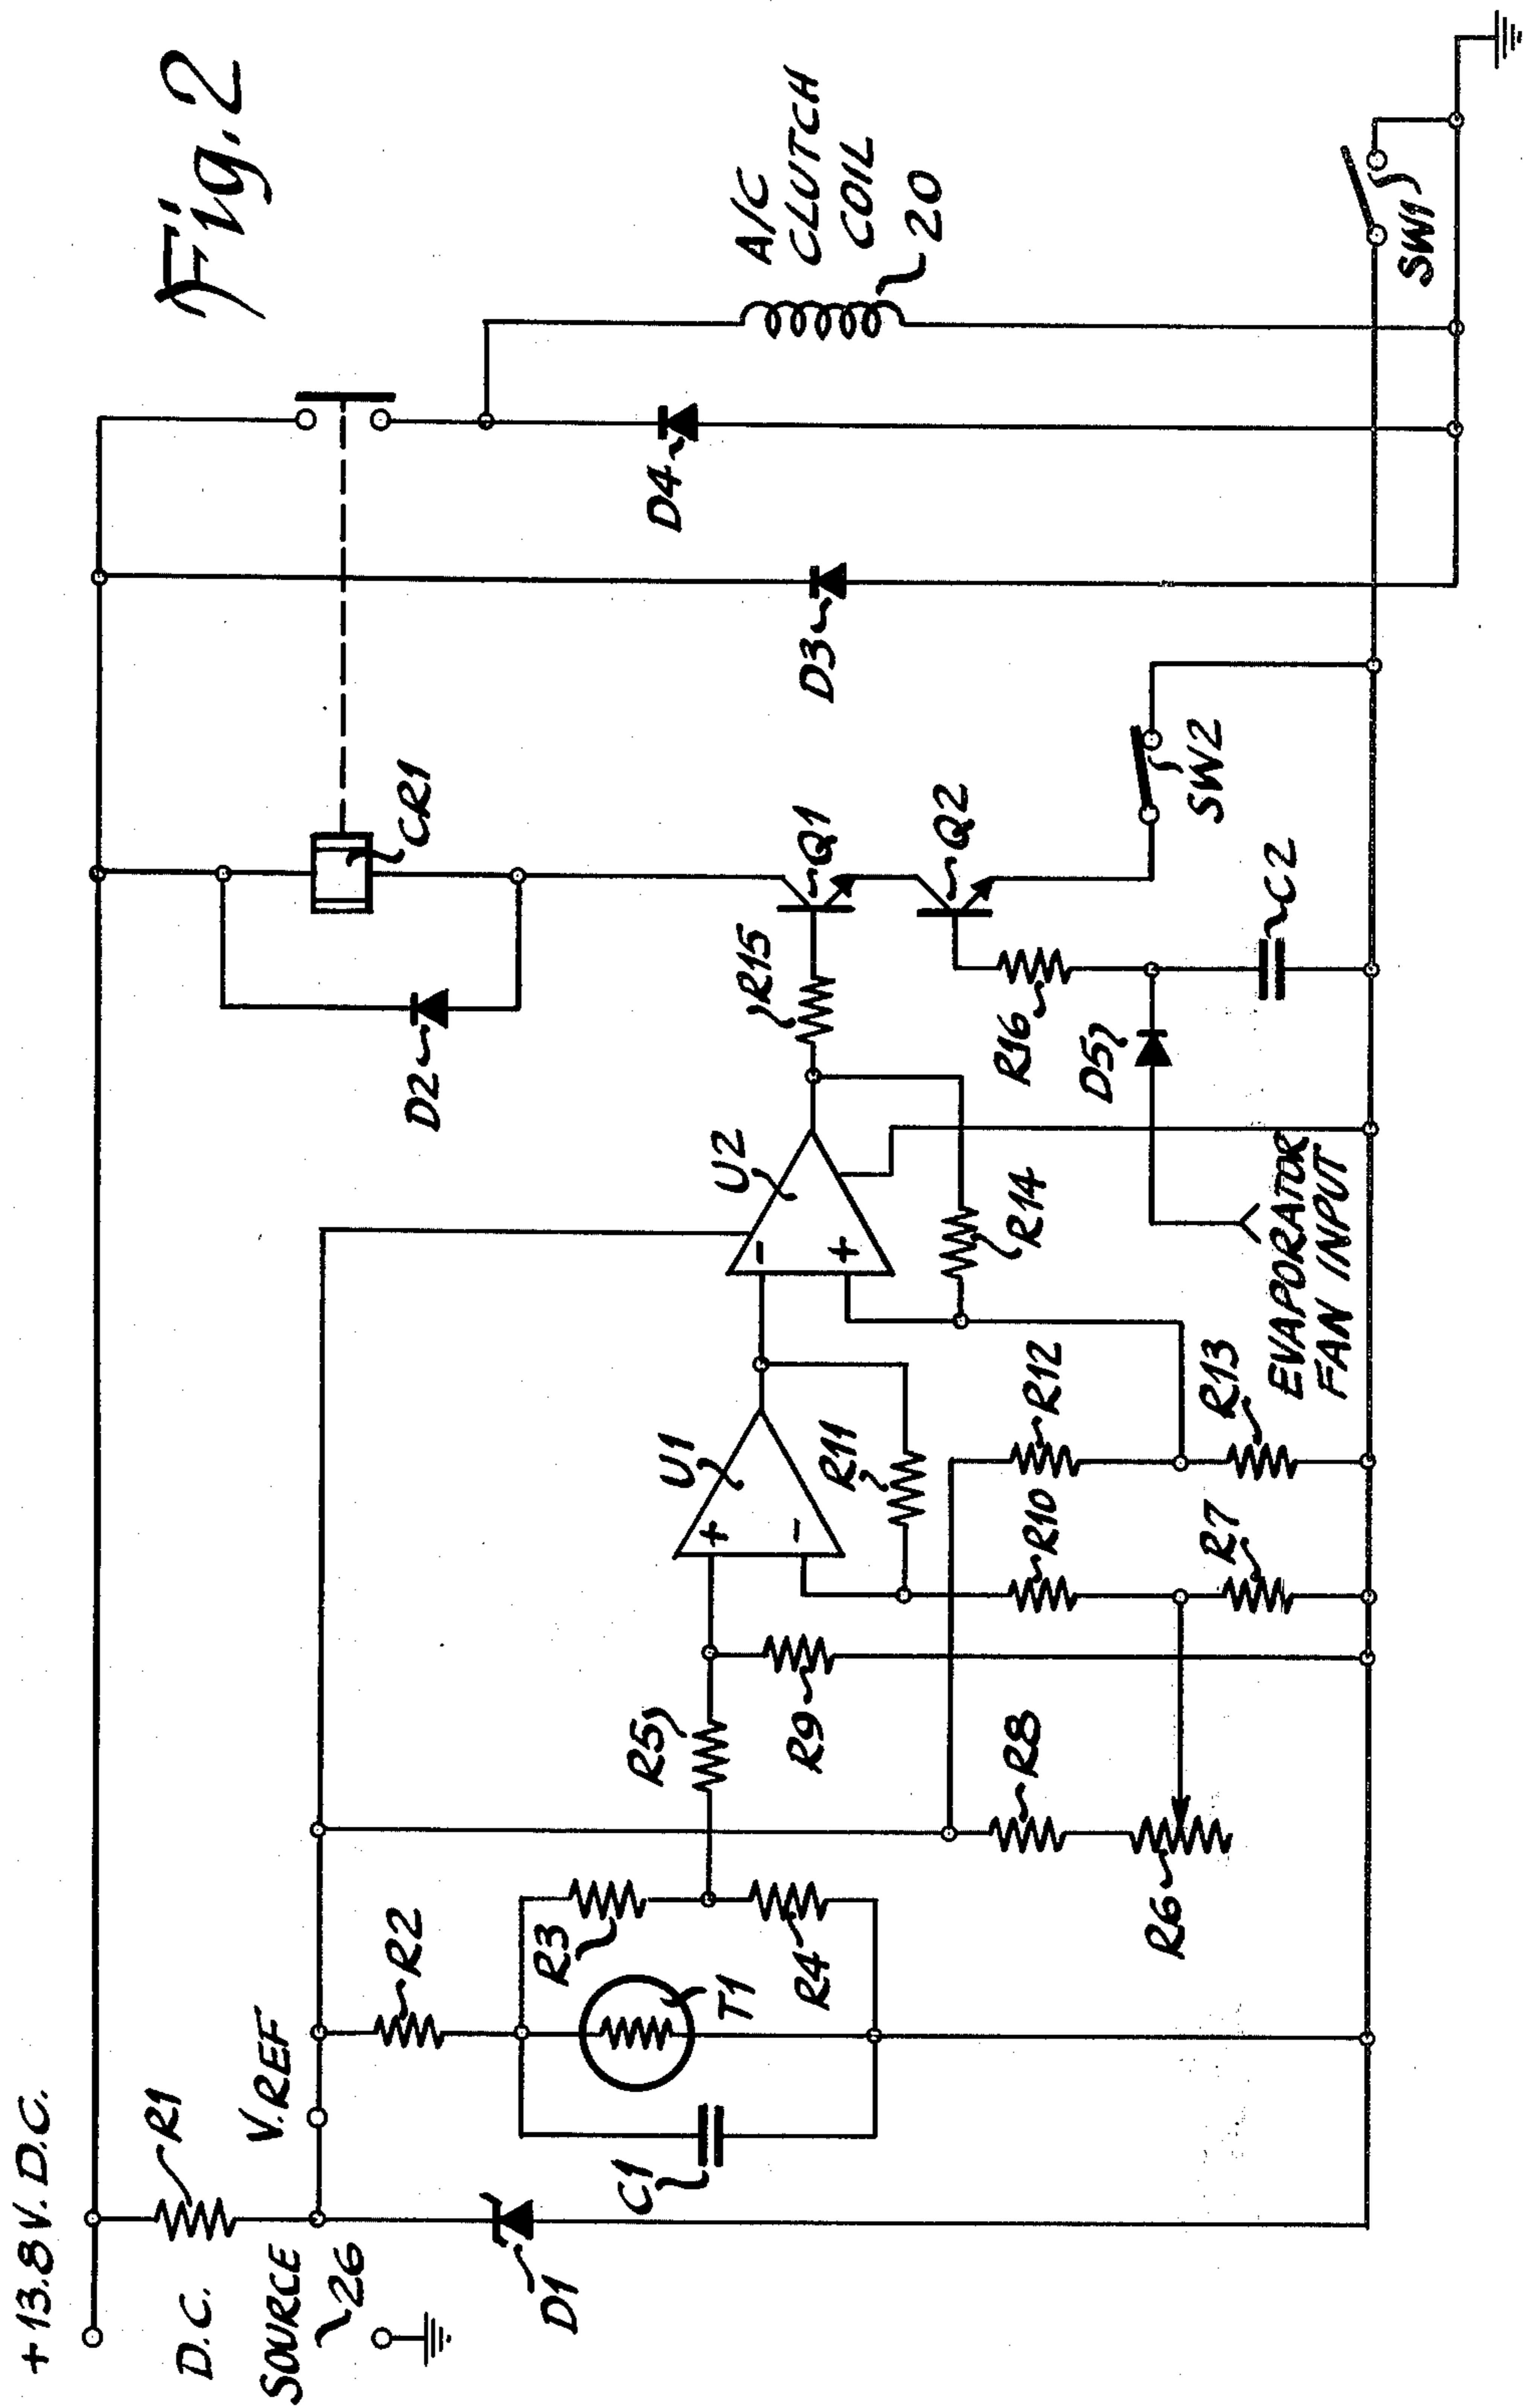 Fig. 2
+13.8V. D.C.
D.C.
SOURCE
26
R1
V.REF
D1
C1
R2
T1
R3
R4
R5
R6
R8
R9
U1
R11
R10
R7
R12
R13
U2
R14
EVAPORATOR
FAN INPUT
D2
CR1
R15
Q1
Q2
R16
D5
C2
SW2
D3
D4
A/C
CLUTCH
COIL
20
SW1
+
-
-
+